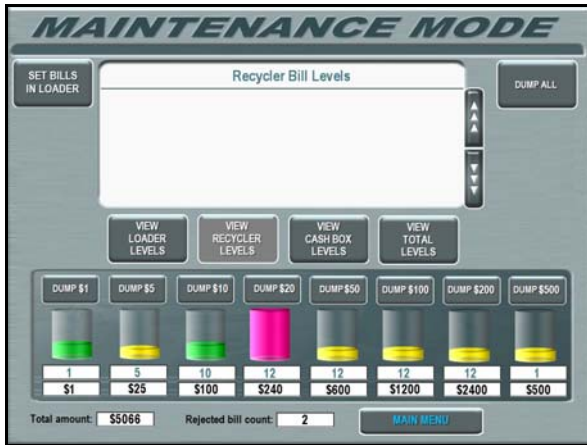 MAINTENANCE MODE
SET BILLS
IN LOADER
Recycler Bill Levels
DUMP ALL
VIEW
LOADER
LEVELS
VIEW
RECYCLER
LEVELS
VIEW
CASH BOX
LEVELS
VIEW
TOTAL
LEVELS
DUMP $1 DUMP $5 DUMP $10 DUMP $20 DUMP $50 DUMP $100 DUMP $200 DUMP $500
1 5 10 12 12 12 12 1
$1 $25 $100 $240 $600 $1200 $2400 $500
Total amount: $5066 Rejected bill count: 2 MAIN MENU